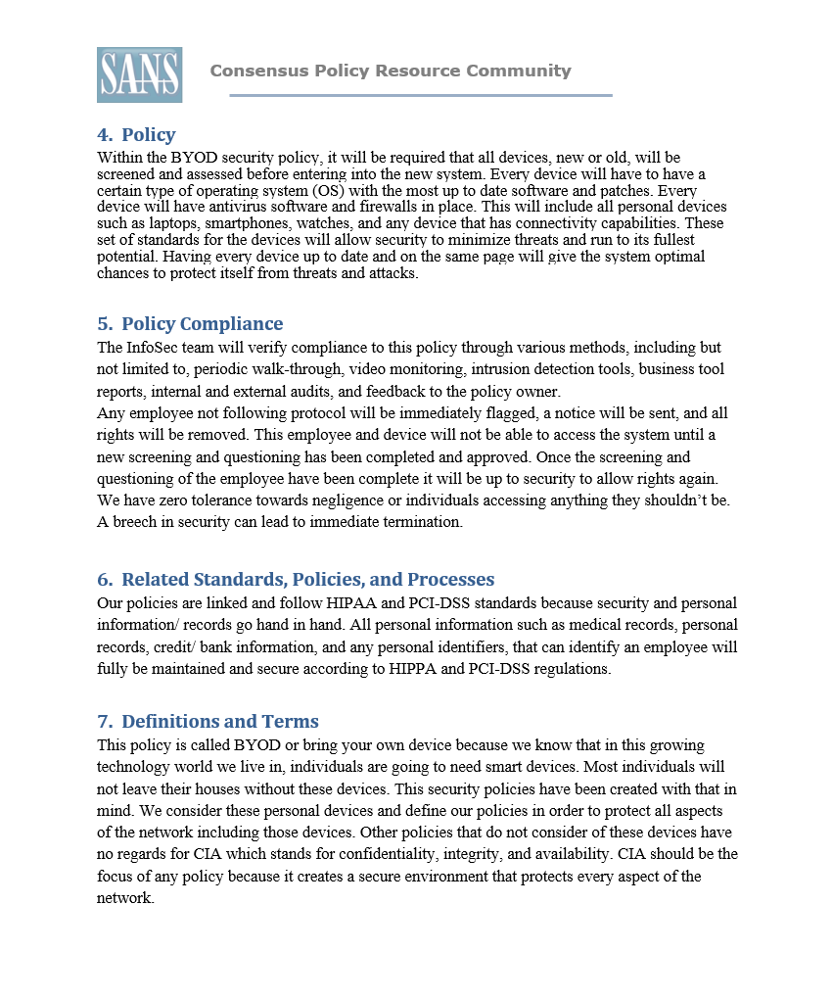 SANS
Consensus Policy Resource Community
4. Policy
Within the BYOD security policy, it will be required that all devices, new or old, will be
screened and assessed before entering into the new system. Every device will have to have a
certain type of operating system (OS) with the most up to date software and patches. Every
device will have antivirus software and firewalls in place. This will include all personal devices
such as laptops, smartphones, watches, and any device that has connectivity capabilities. These
set of standards for the devices will allow security to minimize threats and run to its fullest
potential. Having every device up to date and on the same page will give the system optimal
chances to protect itself from threats and attacks.
5. Policy Compliance
The InfoSec team will verify compliance to this policy through various methods, including but
not limited to, periodic walk-through, video monitoring, intrusion detection tools, business tool
reports, internal and external audits, and feedback to the policy owner.
Any employee not following protocol will be immediately flagged, a notice will be sent, and all
rights will be removed. This employee and device will not be able to access the system until a
new screening and questioning has been completed and approved. Once the screening and
questioning of the employee have been complete it will be up to security to allow rights again.
We have zero tolerance towards negligence or individuals accessing anything they shouldn’t be.
A breech in security can lead to immediate termination.
6. Related Standards, Policies, and Processes
Our policies are linked and follow HIPAA and PCI-DSS standards because security and personal
information/ records go hand in hand. All personal information such as medical records, personal
records, credit/ bank information, and any personal identifiers, that can identify an employee will
fully be maintained and secure according to HIPPA and PCI-DSS regulations.
7. Definitions and Terms
This policy is called BYOD or bring your own device because we know that in this growing
technology world we live in, individuals are going to need smart devices. Most individuals will
not leave their houses without these devices. This security policies have been created with that in
mind. We consider these personal devices and define our policies in order to protect all aspects
of the network including those devices. Other policies that do not consider of these devices have
no regards for CIA which stands for confidentiality, integrity, and availability. CIA should be the
focus of any policy because it creates a secure environment that protects every aspect of the
network.